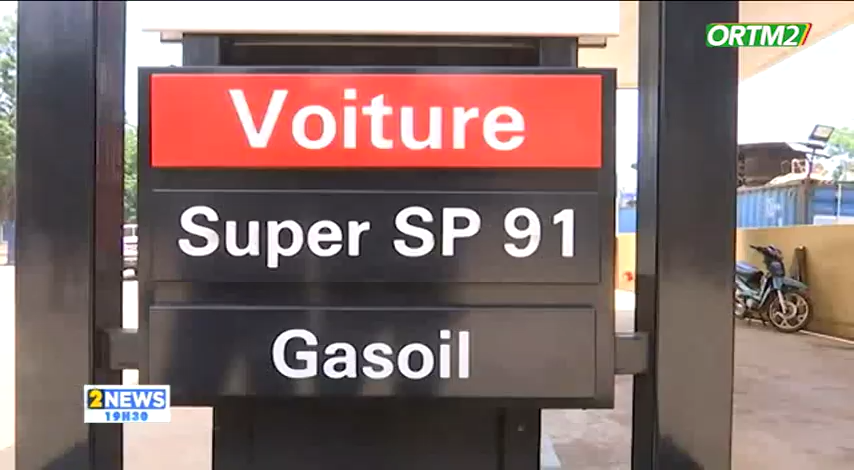 ORTM2
Voiture
Super SP 91
Gasoil
2NEWS
19H30